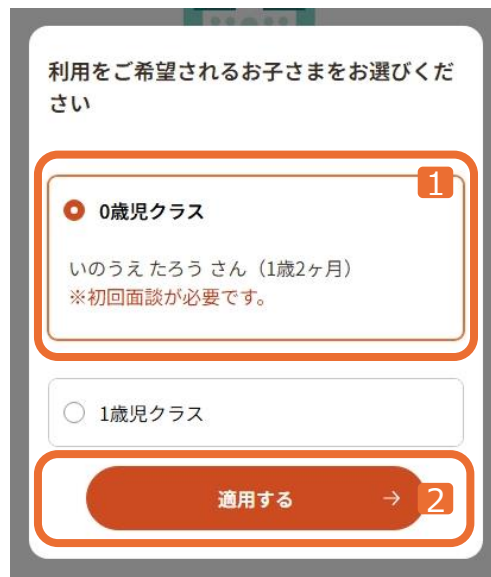 利用をご希望されるお子さまをお選びくだ
さい
1
0歳児クラス
いのうえ たろう さん（1歳2ヶ月）
※初回面談が必要です。
1歳児クラス
適用する → 2